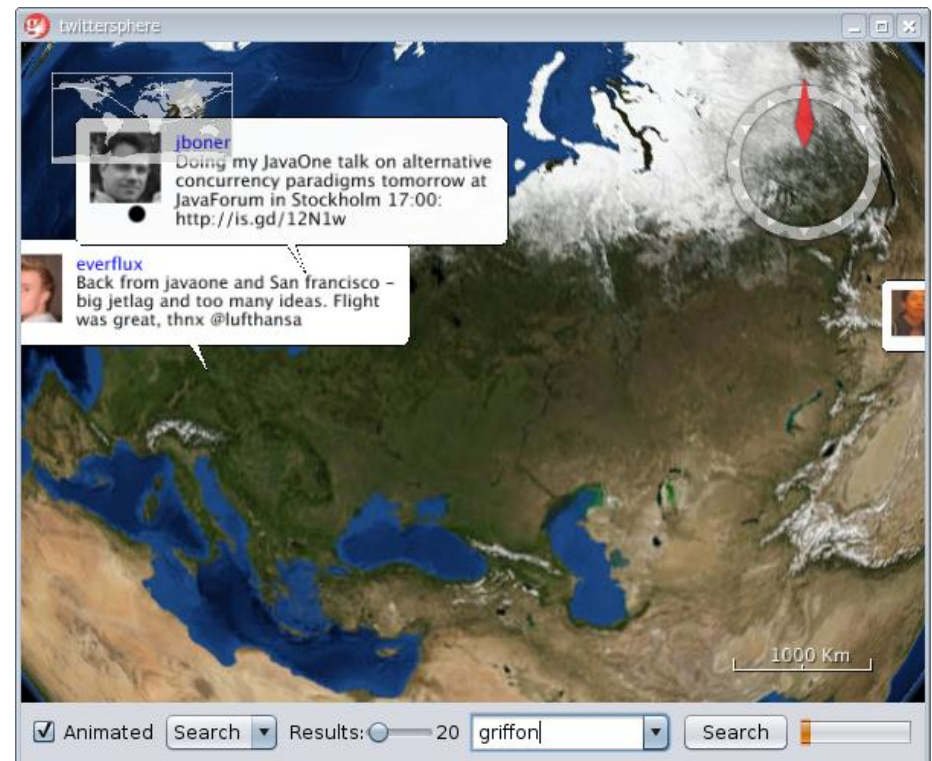 twittersphere
jboner
Doing my JavaOne talk on alternative
concurrency paradigms tomorrow at
JavaForum in Stockholm 17:00:
http://is.gd/12N1w
everflux
Back from javaone and San francisco –
big jetlag and too many ideas. Flight
was great, thnx @lufthansa
1000 Km
Animated Search Results: 20 griffon Search